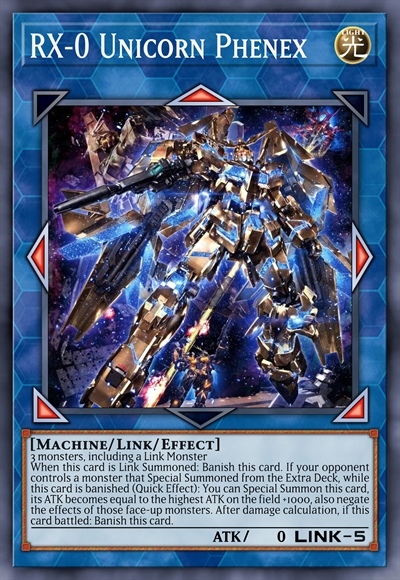 RX-0 Unicorn Phenex
LIGHT
光
[Machine/Link/Effect]
3 monsters, including a Link Monster
When this card is Link Summoned: Banish this card. If your opponent
controls a monster that Special Summoned from the Extra Deck, while
this card is banished (Quick Effect): You can Special Summon this card,
its ATK becomes equal to the highest ATK on the field +1000, also negate
the effects of those face-up monsters. After damage calculation, if this
card battled: Banish this card.
ATK/ 0 LINK-5